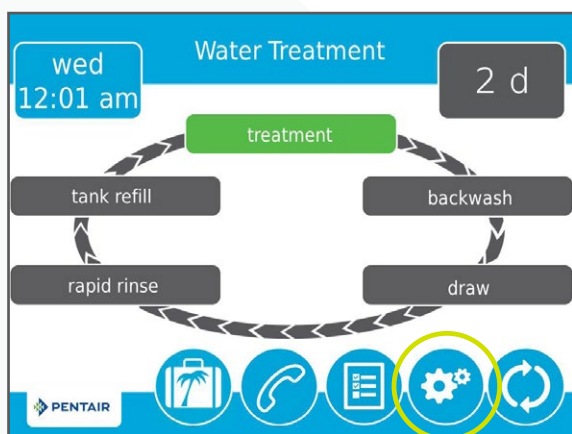 wed
12:01 am
Water Treatment
2 d
treatment
tank refill
backwash
rapid rinse
draw
PENTAIR